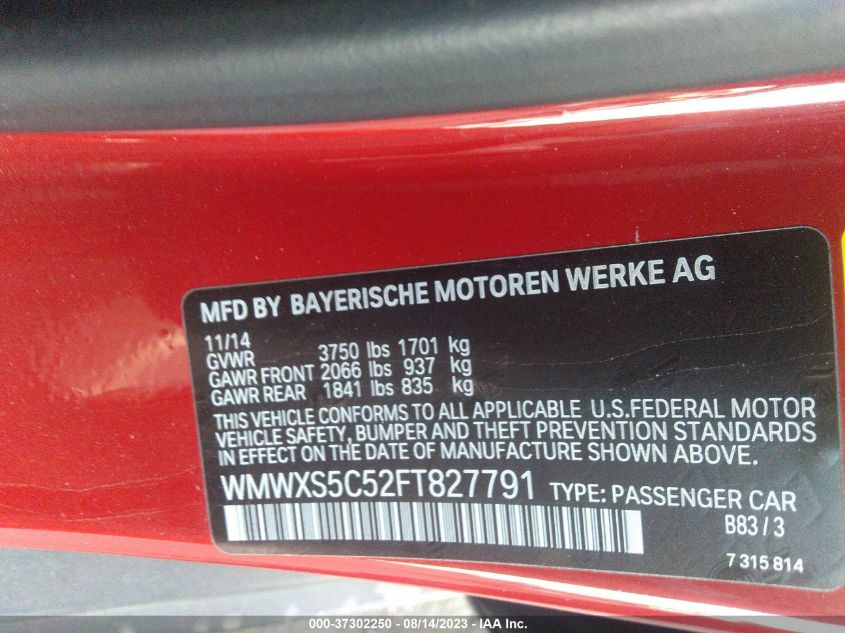 MFD BY BAYERISCHE MOTOREN WERKE AG
11/14
GVWR 3750 lbs 1701 kg
GAWR FRONT 2066 lbs 937 kg
GAWR REAR 1841 lbs 835 kg
THIS VEHICLE CONFORMS TO ALL APPLICABLE U.S.FEDERAL MOTOR
VEHICLE SAFETY, BUMPER AND THEFT PREVENTION STANDARDS
IN EFFECT ON THE DATE OF MANUFACTURE SHOWN ABOVE.
WMWXS5C52FT827791 TYPE: PASSENGER CAR
B83 / 3
7 315 814
000-37302250 - 08/14/2023 - IAA Inc.